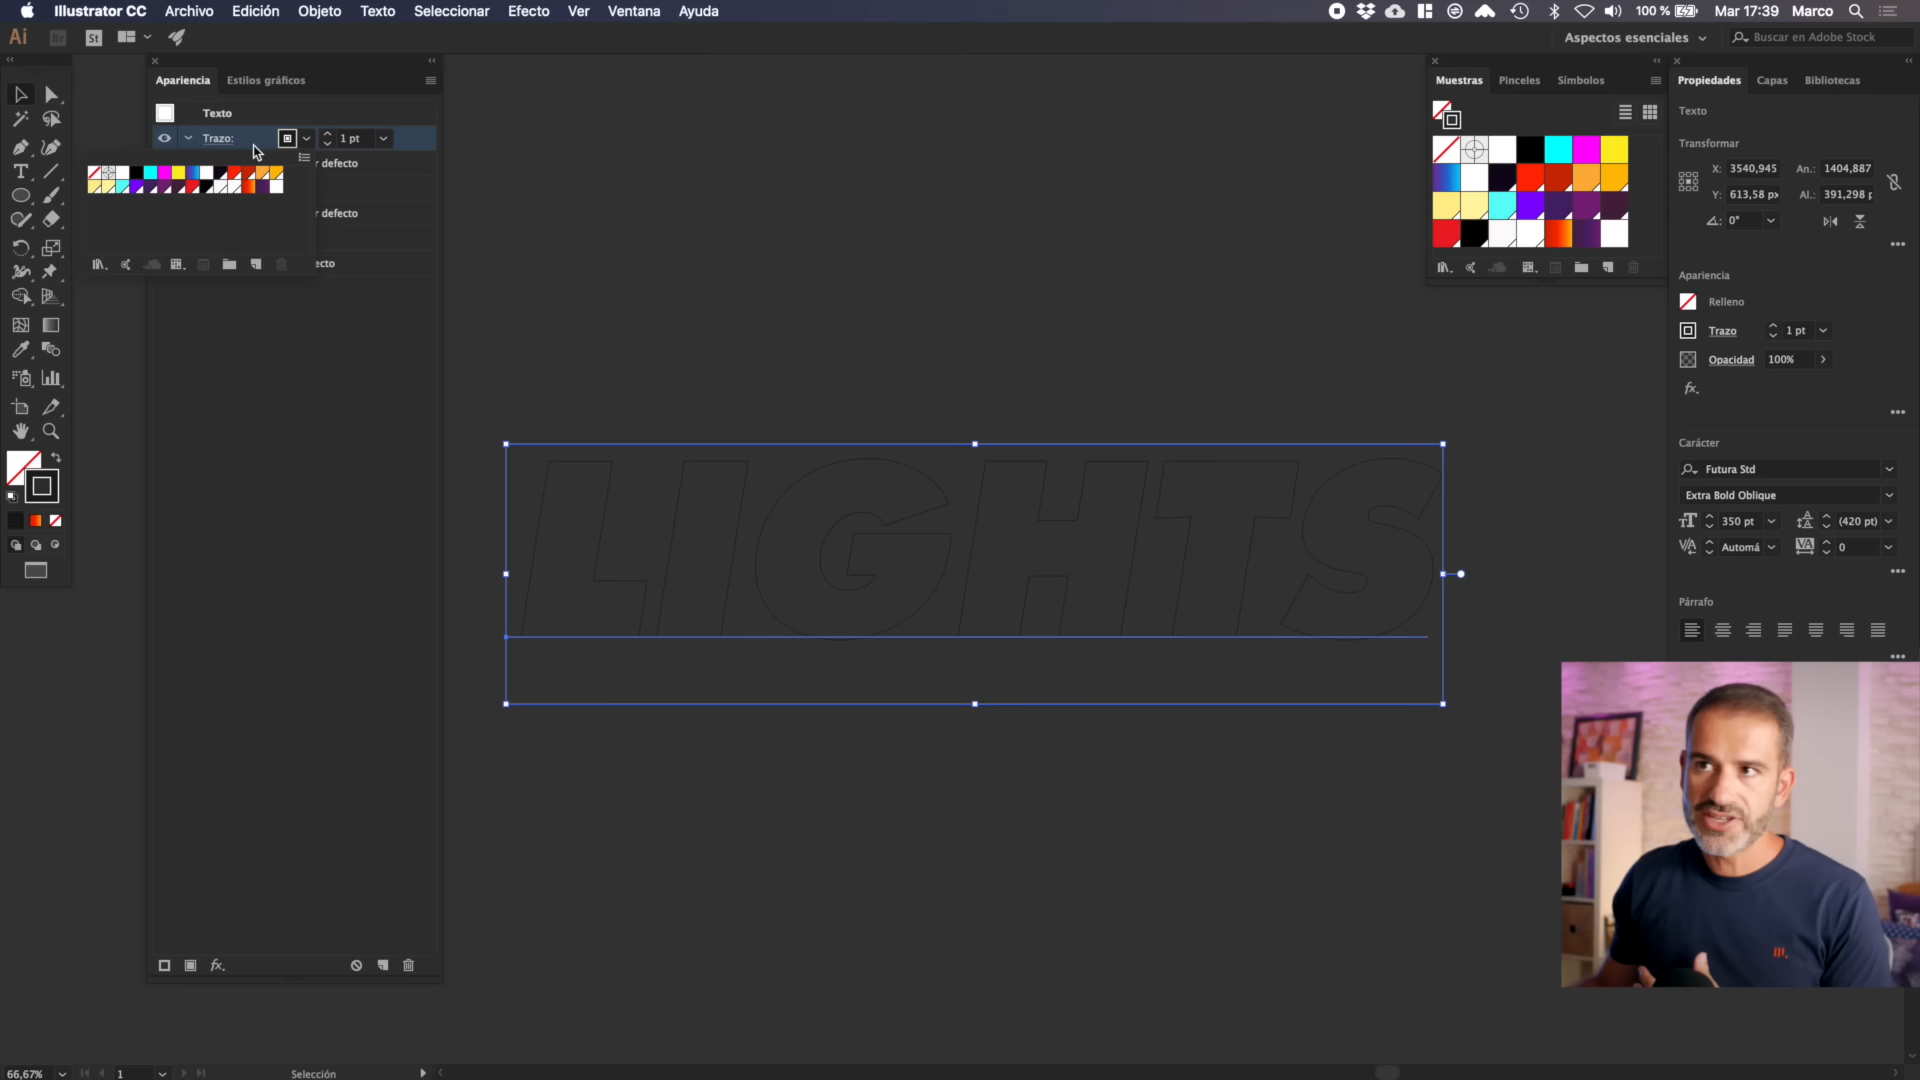 Illustrator CC Archivo Edición Objeto Texto Seleccionar Efecto Ver Ventana Ayuda
100 % Mar 17:39 Marco
Ai Br St
Aspectos esenciales
Buscar en Adobe Stock
Apariencia Estilos gráficos
Texto
Trazo: 1 pt
r defecto
r defecto
ecto
fx.
Muestras Pinceles Símbolos
Propiedades Capas Bibliotecas
Texto
Transformar
X: 3540,945 An.: 1404,887
Y: 613,58 px Al.: 391,298 p
0°
Apariencia
Relleno
Trazo 1 pt
Opacidad 100%
fx.
Carácter
Futura Std
Extra Bold Oblique
350 pt (420 pt)
Automá 0
Párrafo
LIGHTS
66,67% 1 Selección